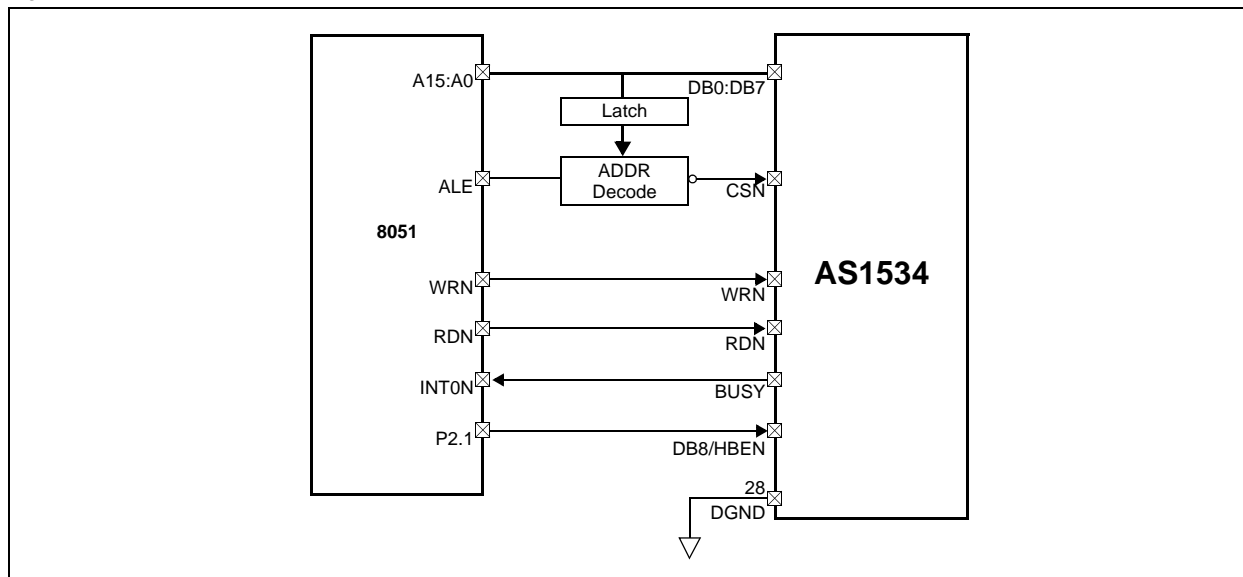 A15:A0
DB0:DB7
Latch
ALE
ADDR
Decode
CSN
8051
AS1534
WRN
WRN
RDN
RDN
INT0N
BUSY
P2.1
DB8/HBEN
28
DGND